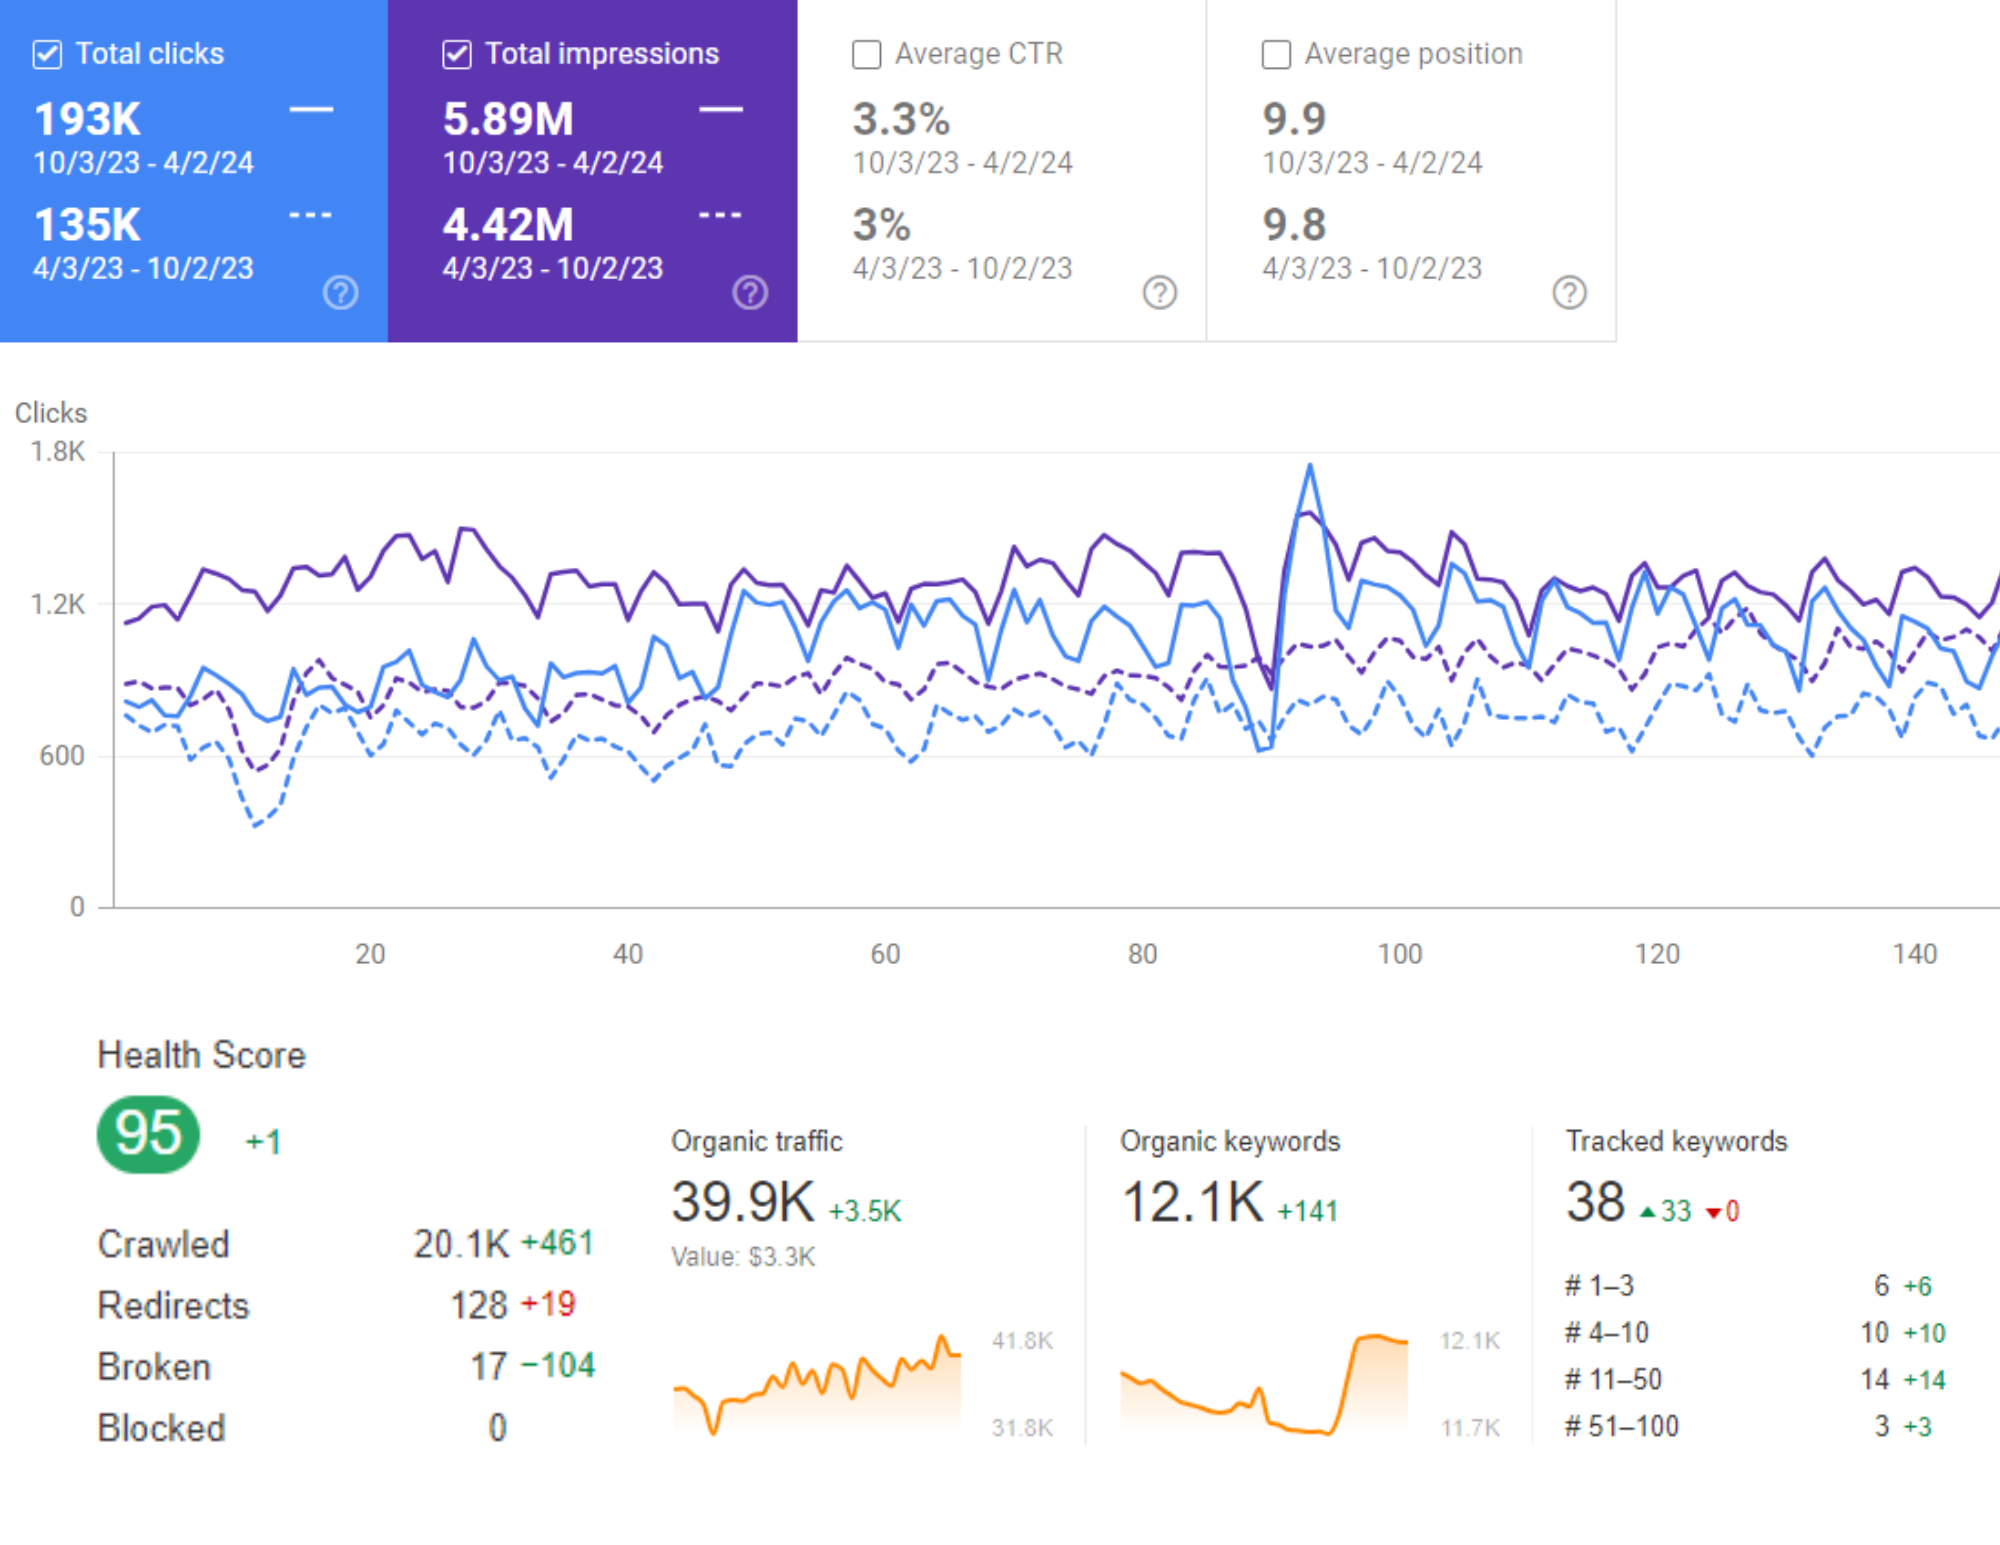 Total clicks
193K
10/3/23 - 4/2/24
135K
4/3/23 - 10/2/23
Total impressions
5.89M
10/3/23 - 4/2/24
4.42M
4/3/23 - 10/2/23
Average CTR
3.3%
10/3/23 - 4/2/24
3%
4/3/23 - 10/2/23
Average position
9.9
10/3/23 - 4/2/24
9.8
4/3/23 - 10/2/23
Clicks
1.8K
1.2K
600
0
20 40 60 80 100 120 140
Health Score
95 +1
Crawled 20.1K +461
Redirects 128 +19
Broken 17 −104
Blocked 0
Organic traffic
39.9K +3.5K
Value: $3.3K
41.8K
31.8K
Organic keywords
12.1K +141
12.1K
11.7K
Tracked keywords
38 ▲33 ▼0
# 1–3 6 +6
# 4–10 10 +10
# 11–50 14 +14
# 51–100 3 +3